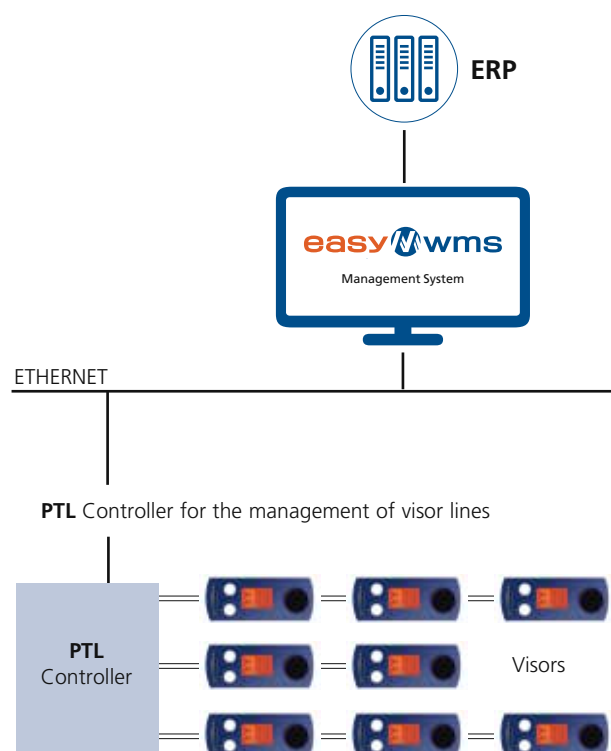 ERP
easy wms
Management System
ETHERNET
PTL Controller for the management of visor lines
PTL
Controller
Visors